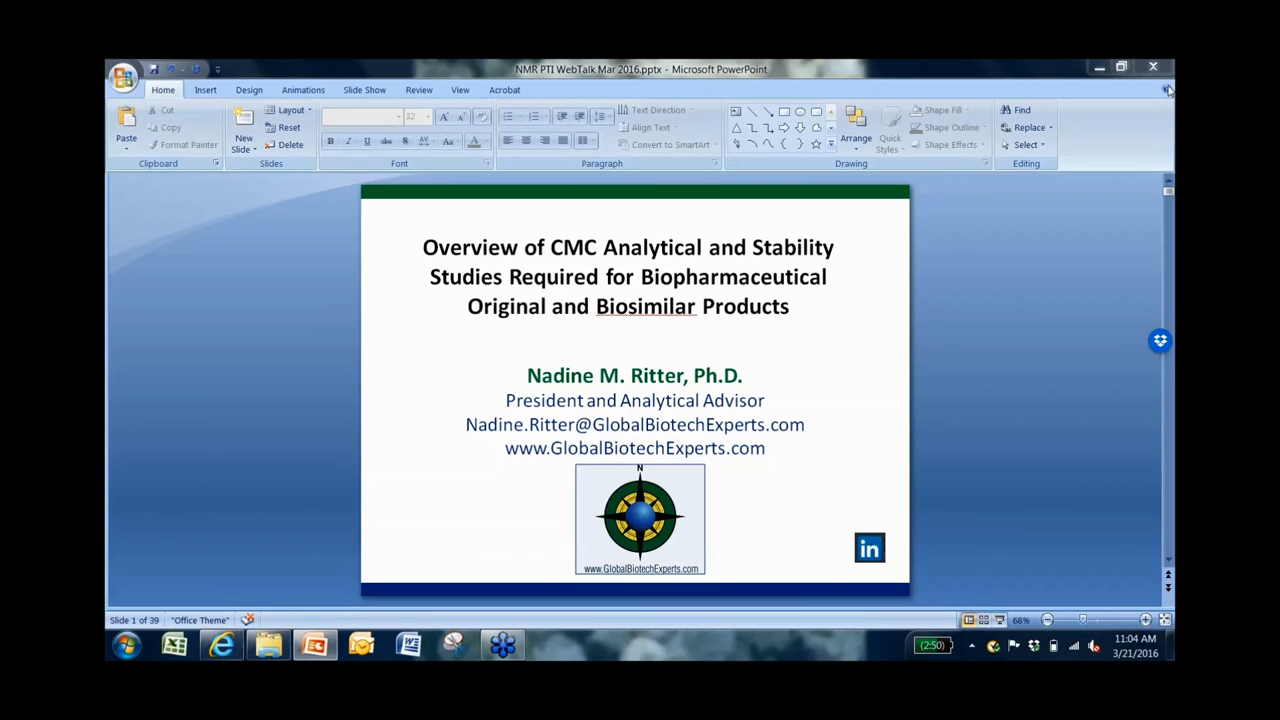 NMR PTI WebTalk Mar 2016.pptx - Microsoft PowerPoint
Home Insert Design Animations Slide Show Review View Acrobat
Paste
Cut
Copy
Format Painter
Clipboard
New Slide
Layout
Reset
Delete
Slides
32
Font
Text Direction
Align Text
Convert to SmartArt
Paragraph
Arrange
Quick Styles
Shape Fill
Shape Outline
Shape Effects
Drawing
Find
Replace
Select
Editing
Overview of CMC Analytical and Stability
Studies Required for Biopharmaceutical
Original and Biosimilar Products
Nadine M. Ritter, Ph.D.
President and Analytical Advisor
Nadine.Ritter@GlobalBiotechExperts.com
www.GlobalBiotechExperts.com
N
www.GlobalBiotechExperts.com
in
Slide 1 of 39 "Office Theme" 68%
(2:50) 11:04 AM
3/21/2016